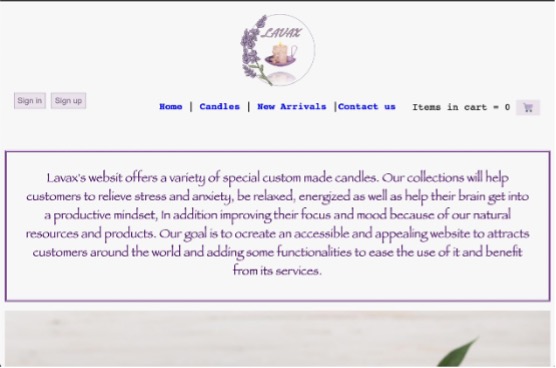 LAVAX
Sign in Sign up
Home | Candles | New Arrivals |Contact us Items in cart = 0
Lavax's websit offers a variety of special custom made candles. Our collections will help
customers to relieve stress and anxiety, be relaxed, energized as well as help their brain get into
a productive mindset, In addition improving their focus and mood because of our natural
resources and products. Our goal is to ocreate an accessible and appealing website to attracts
customers around the world and adding some functionalities to ease the use of it and benefit
from its services.